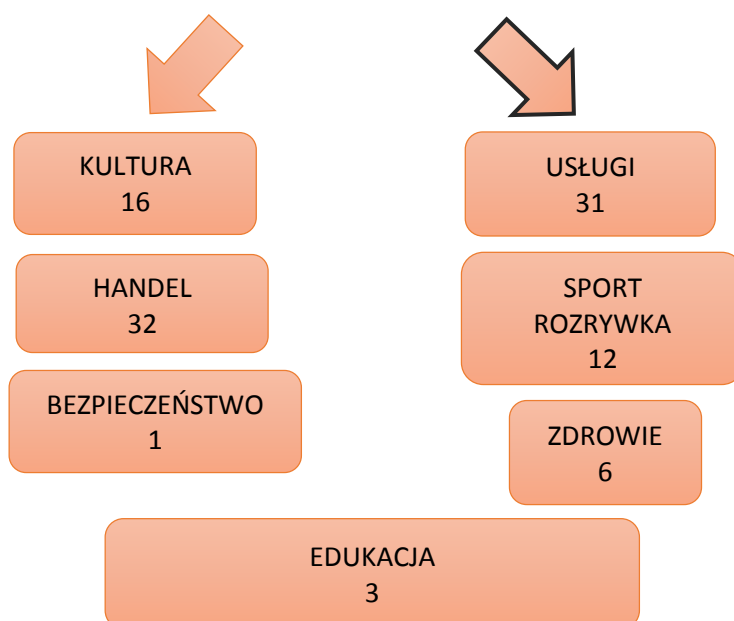 KULTURA
16
USŁUGI
31
HANDEL
32
SPORT
ROZRYWKA
12
BEZPIECZEŃSTWO
1
ZDROWIE
6
EDUKACJA
3